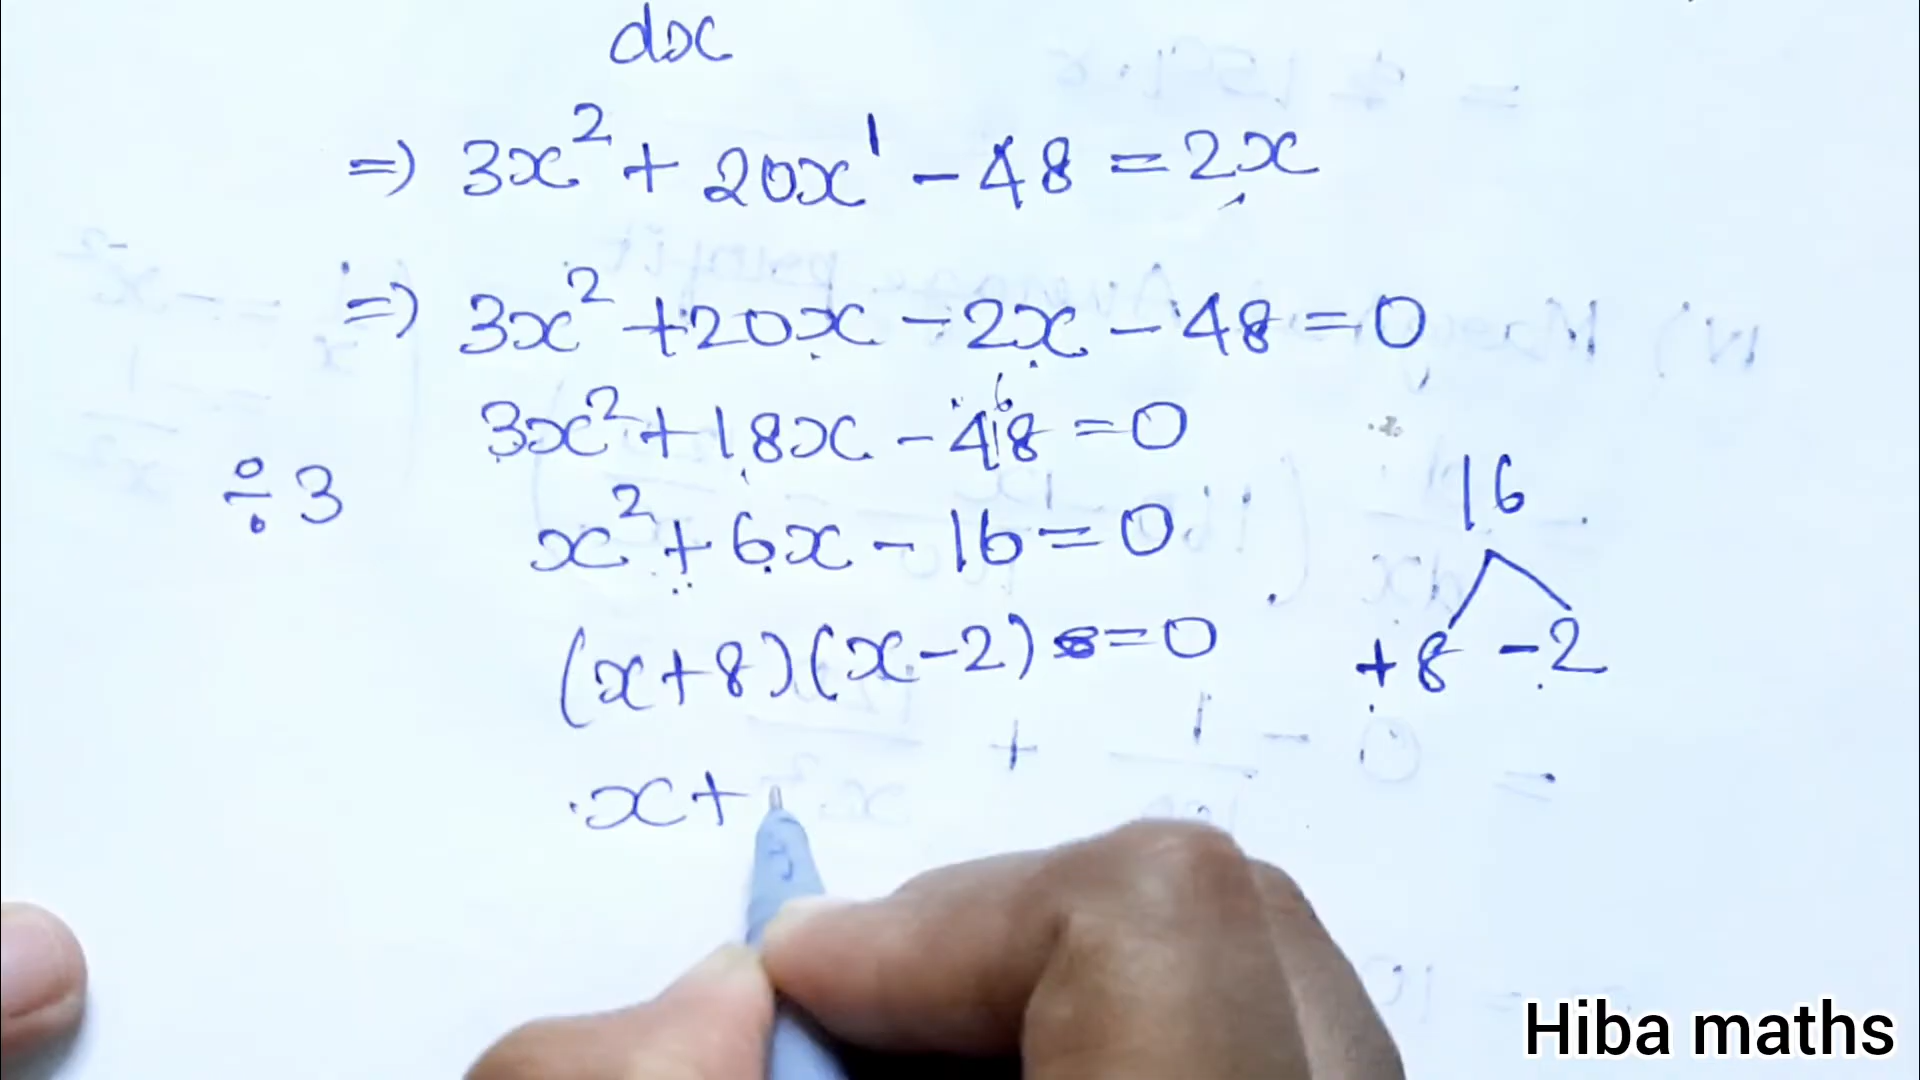 dx
=) 3x² + 20x¹ - 48 = 2x
=) 3x² + 20x - 2x - 48 = 0
3x² + 18x - 48 = 0
÷3
x² + 6x - 16 = 0
16
(x+8)(x-2) = 0
+8 -2
x+
Hiba maths